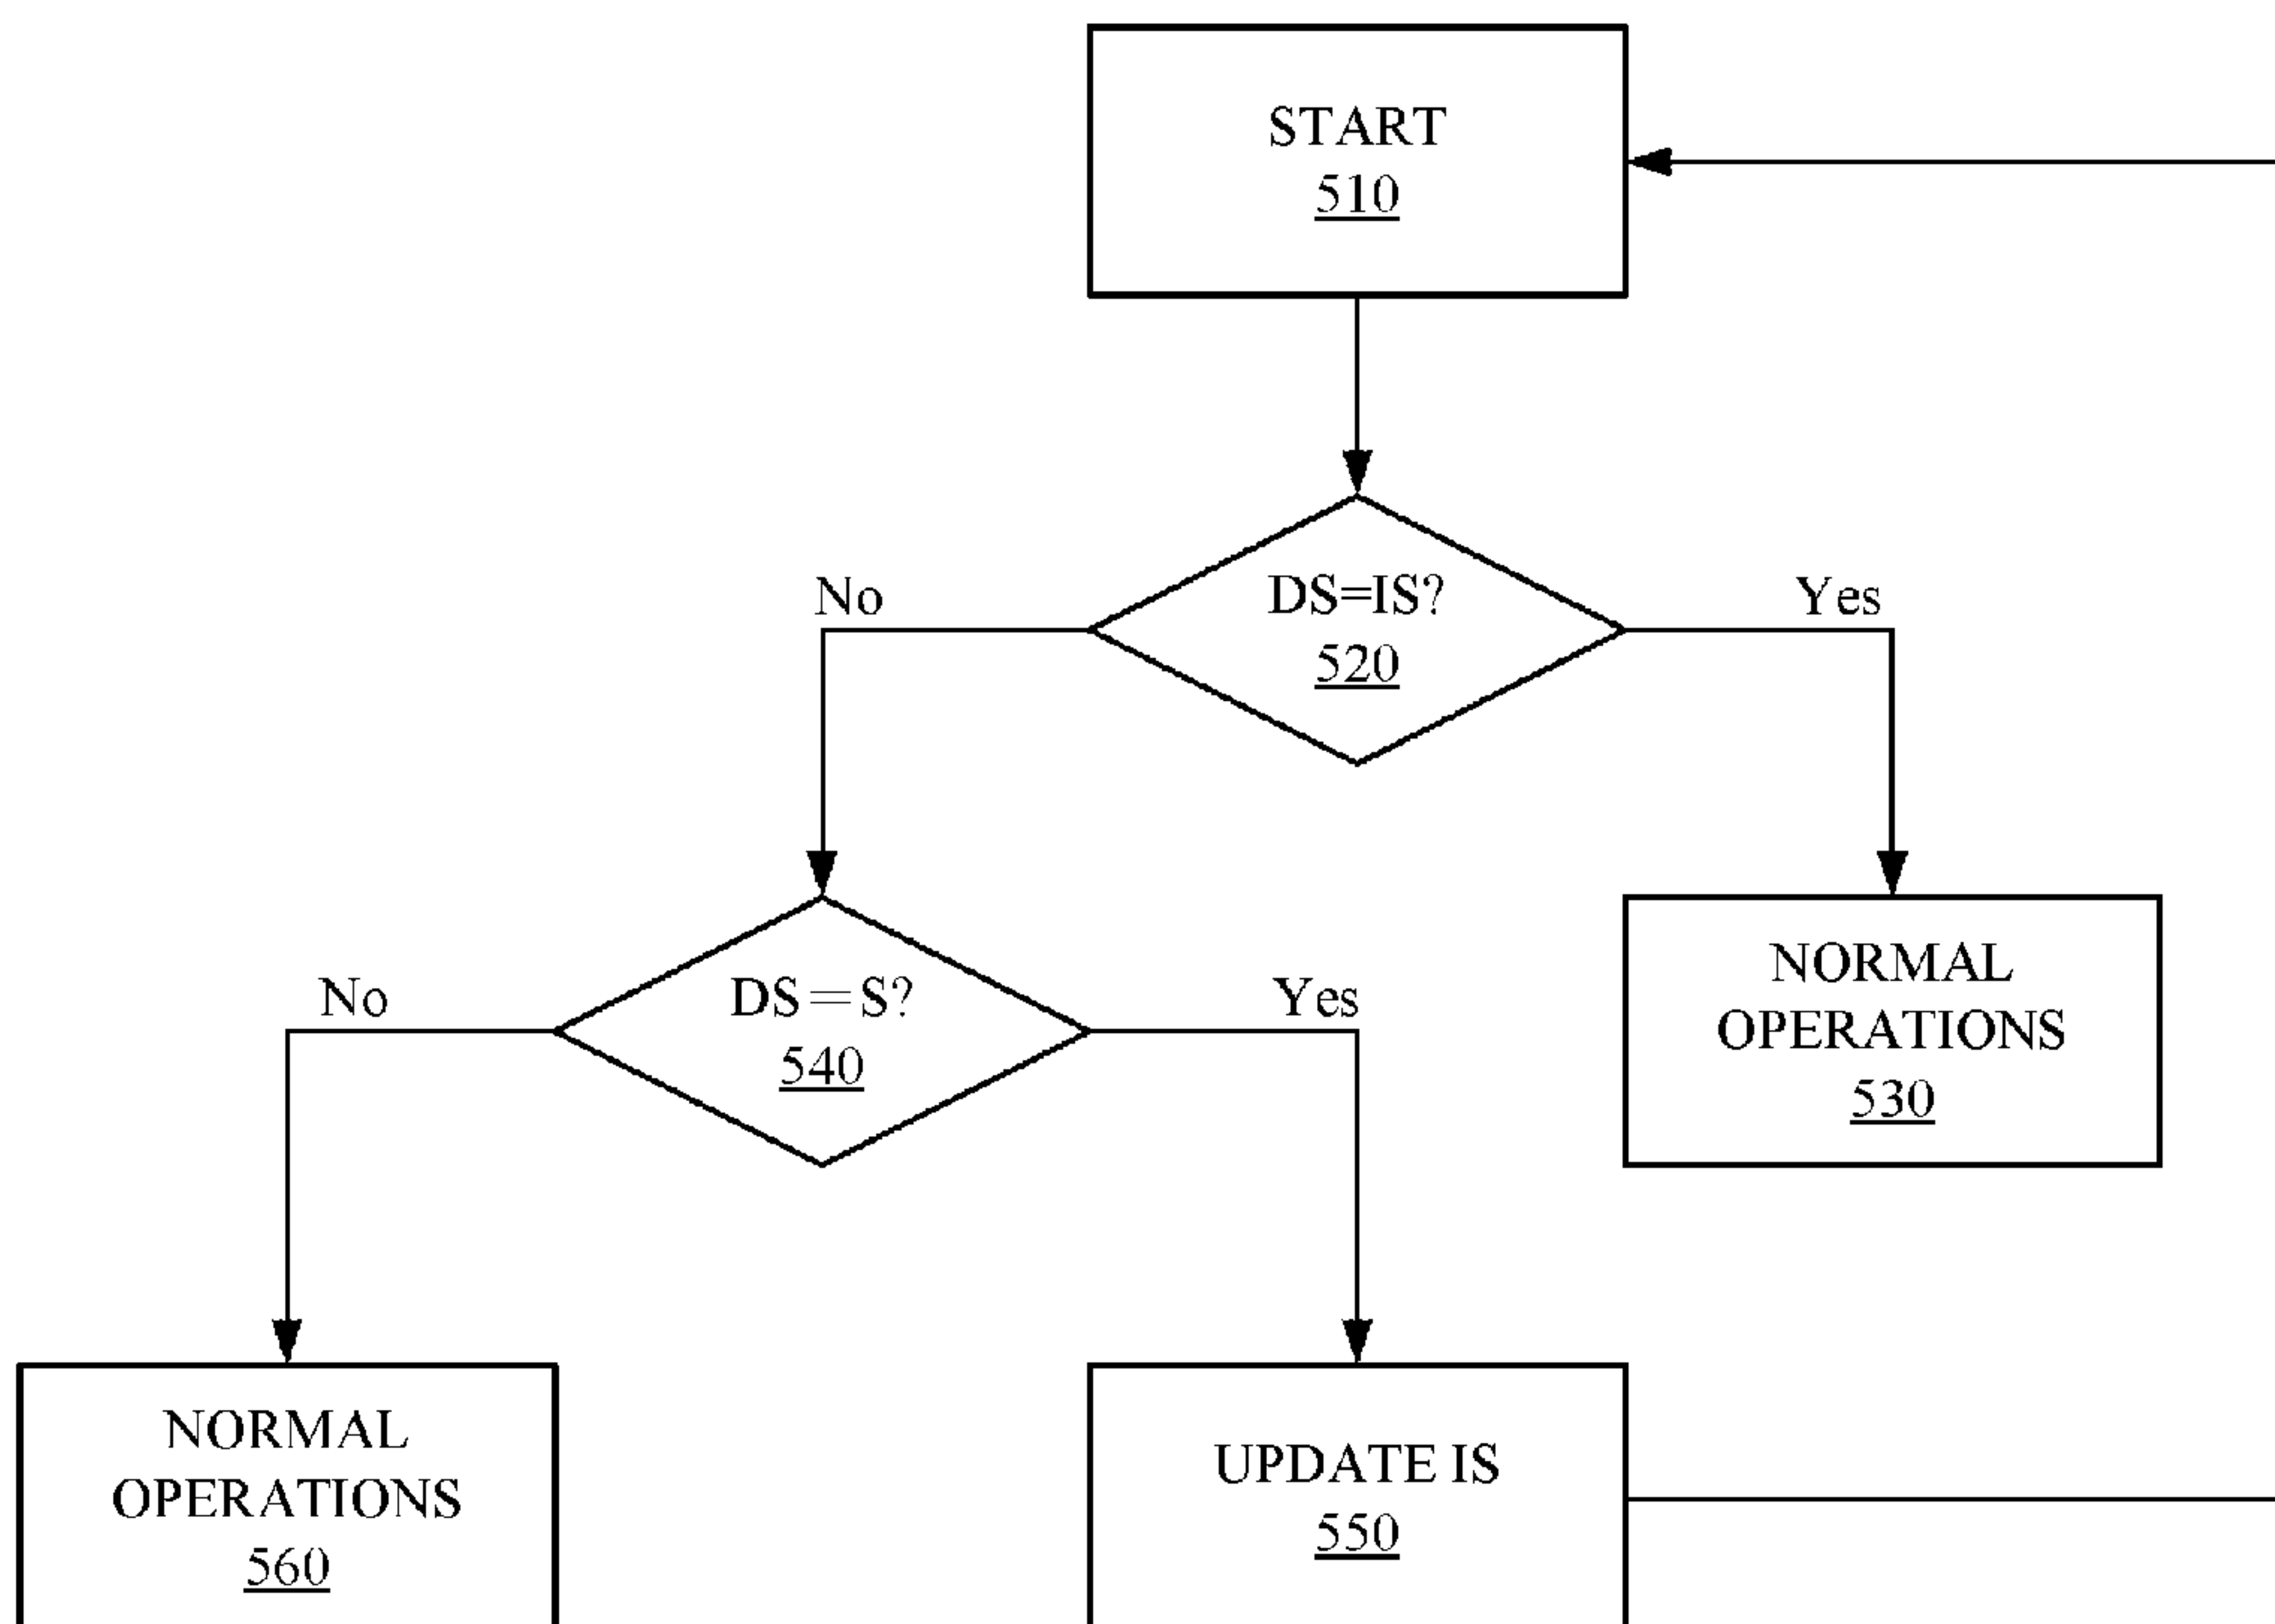 START
510
DS=IS?
520
No
Yes
NORMAL
OPERATIONS
530
DS=S?
540
No
Yes
NORMAL
OPERATIONS
560
UPDATE IS
550